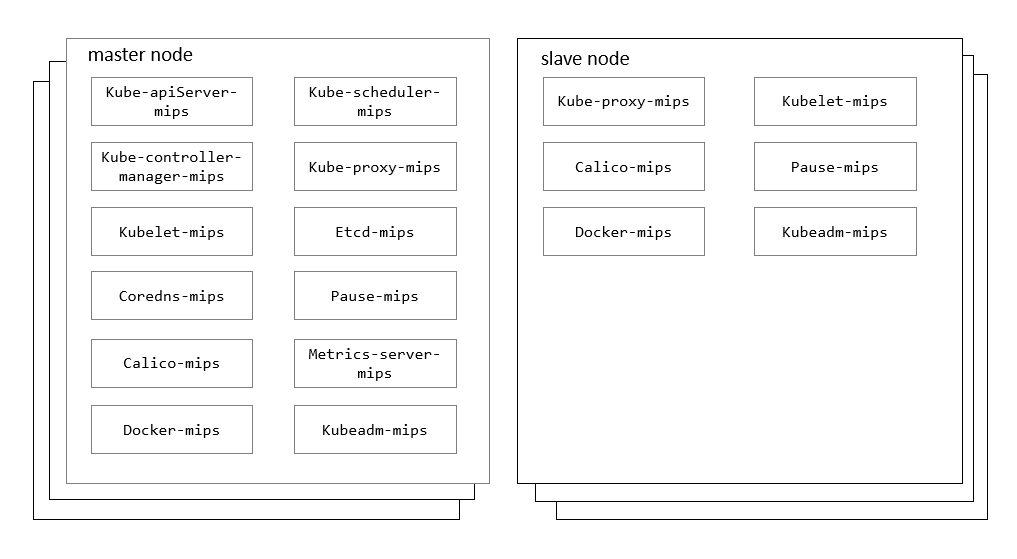 master node
Kube-apiServer-
mips
Kube-scheduler-
mips
Kube-controller-
manager-mips
Kube-proxy-mips
Kubelet-mips
Etcd-mips
Coredns-mips
Pause-mips
Calico-mips
Metrics-server-
mips
Docker-mips
Kubeadm-mips
slave node
Kube-proxy-mips
Kubelet-mips
Calico-mips
Pause-mips
Docker-mips
Kubeadm-mips